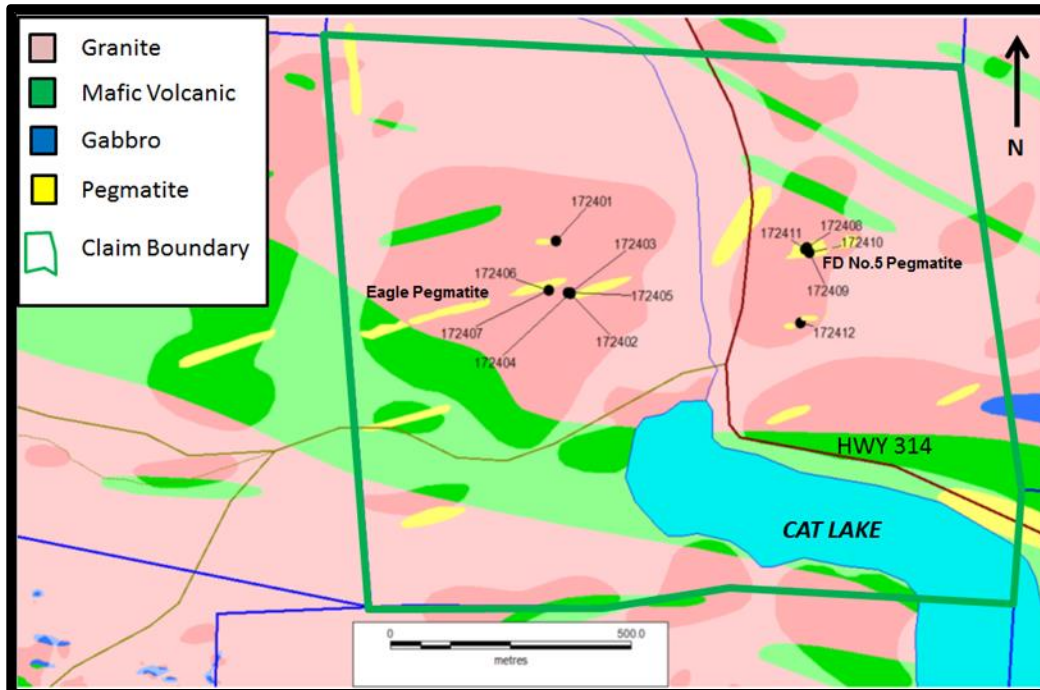 Granite
Mafic Volcanic
Gabbro
Pegmatite
Claim Boundary
N
172401
172403
172406
Eagle Pegmatite
172405
172407
172404
172402
172408
172411
172410
FD No.5 Pegmatite
172409
172412
HWY 314
CAT LAKE
0 500.0
metres